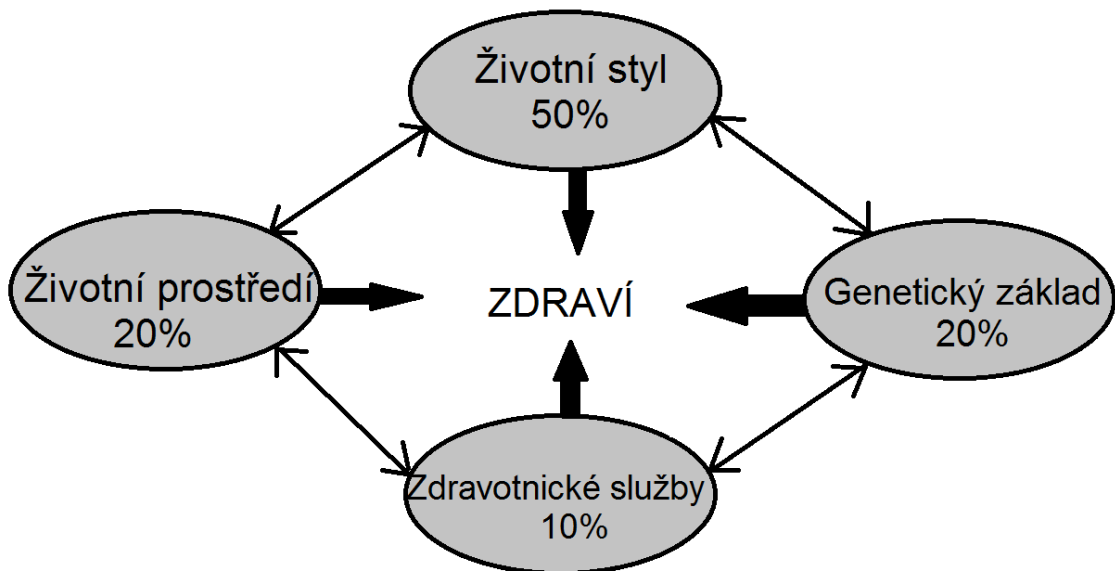 Životní styl
50%
Životní prostředí
20%
ZDRAVÍ
Genetický základ
20%
Zdravotnické služby
10%